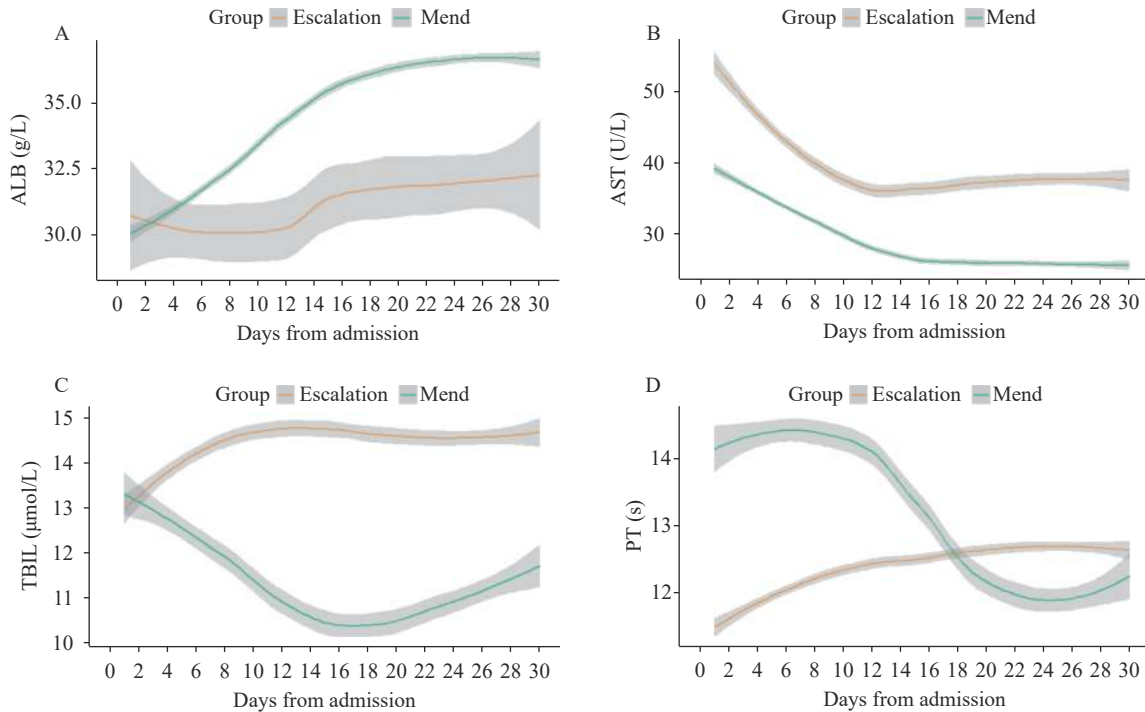 A
Group Escalation Mend
35.0
32.5
30.0
ALB (g/L)
0 2 4 6 8 10 12 14 16 18 20 22 24 26 28 30
Days from admission
B
Group Escalation Mend
50
40
30
AST (U/L)
0 2 4 6 8 10 12 14 16 18 20 22 24 26 28 30
Days from admission
C
Group Escalation Mend
15
14
13
12
11
10
TBIL (μmol/L)
0 2 4 6 8 10 12 14 16 18 20 22 24 26 28 30
Days from admission
D
Group Escalation Mend
14
13
12
PT (s)
0 2 4 6 8 10 12 14 16 18 20 22 24 26 28 30
Days from admission